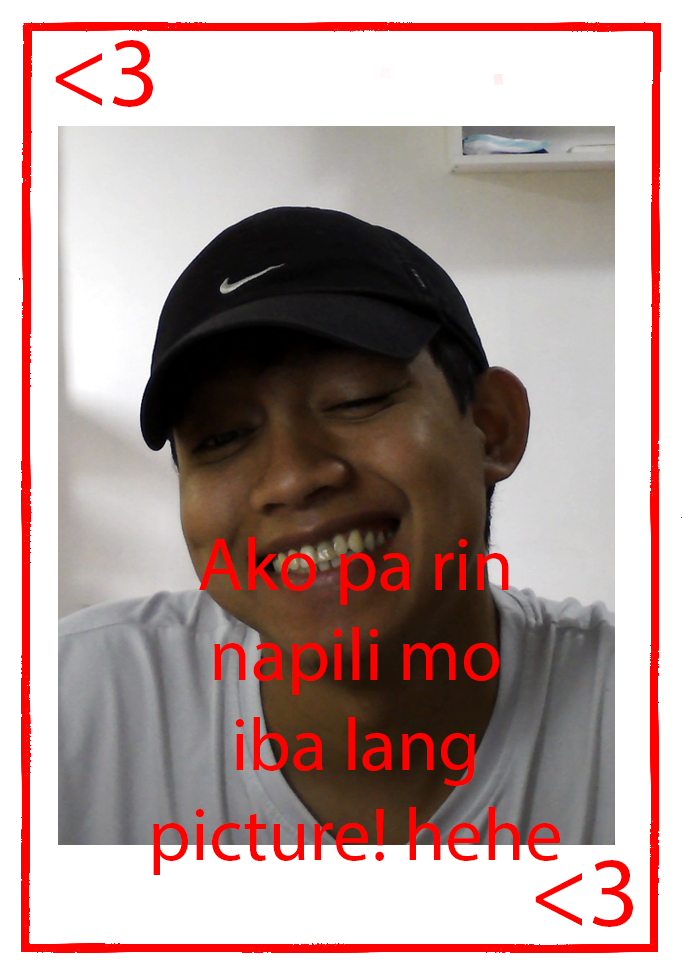 <3
Ako pa rin
napili mo
iba lang
picture! hehe
<3